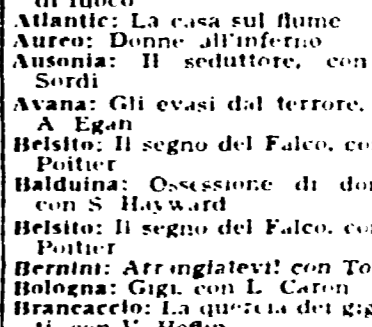 di fuoco
Atlantic: La casa sul fiume
Aureo: Donne all'inferno
Ausonia: Il seduttore, con
Sordi
Avana: Gli evasi dal terrore,
A Egan
Belsito: Il segno del Falco, co
Poitier
Balduina: Ossessione di do
con S Hayward
Belsito: Il segno del Falco, co
Poitier
Bernini: Arrangiatevi! con To
Bologna: Gigi, con L. Caron
Brancaccio: La quercia dei gig
ti, con V. Heflin